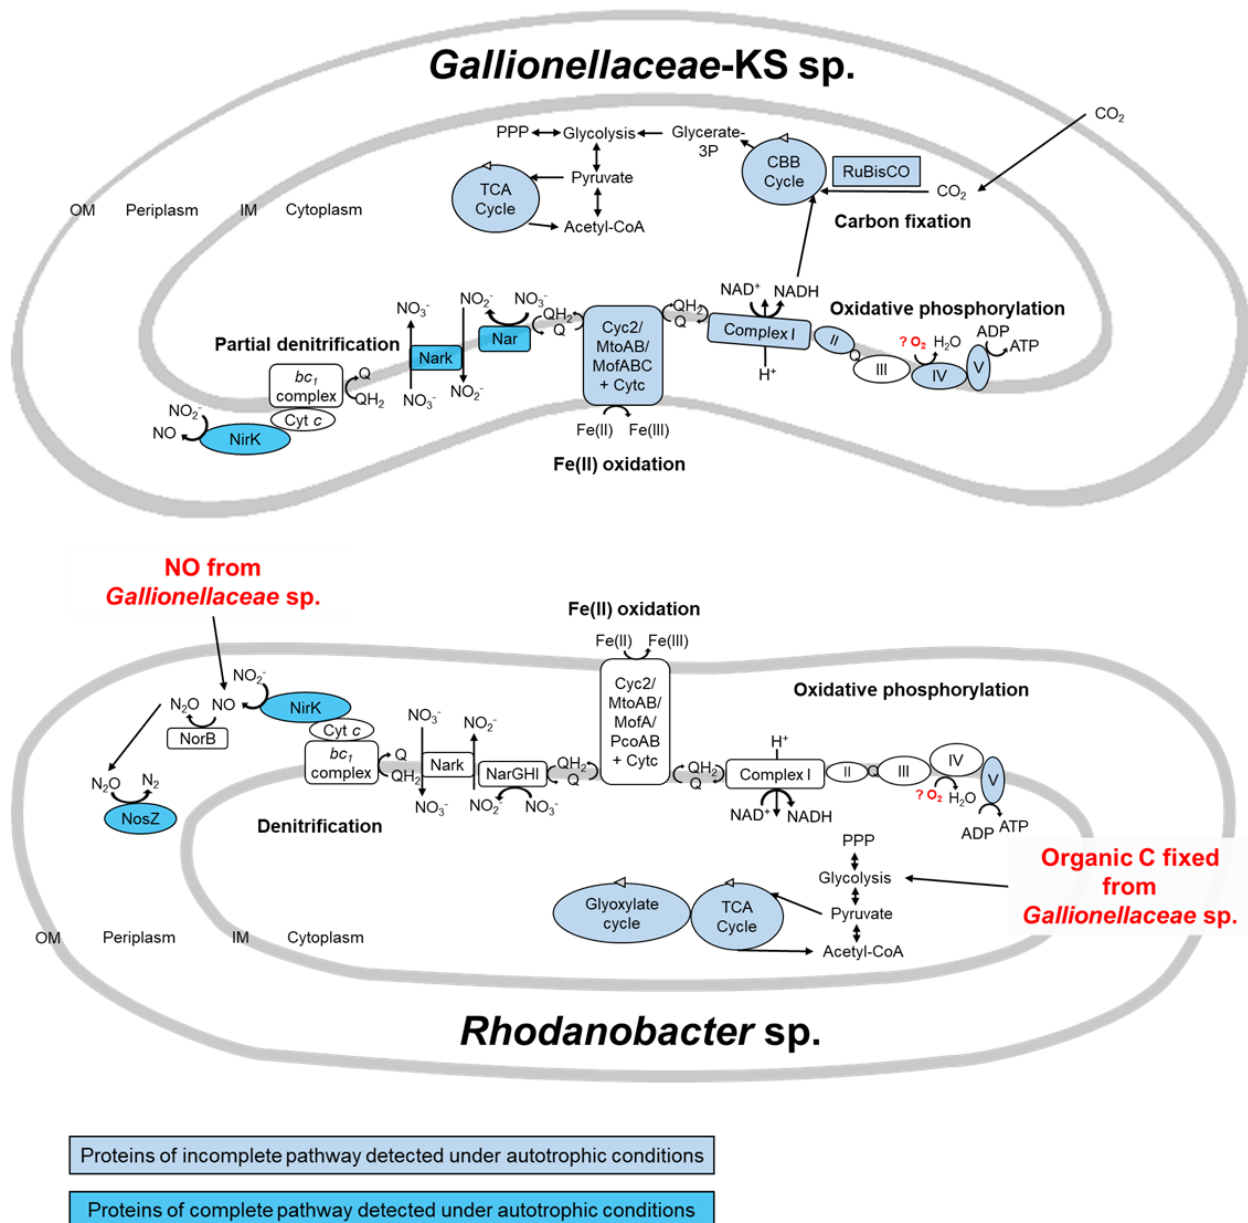 Gallionellaceae-KS sp.
CO₂
PPP Glycolysis Glycerate-
3P
CBB
Cycle
RuBisCO
CO₂
TCA
Cycle
Pyruvate
Acetyl-CoA
Carbon fixation
OM Periplasm IM Cytoplasm
NO₃⁻ NO₂⁻ NO₃⁻
QH₂
Q
QH₂
Q
NAD⁺ NADH
Oxidative phosphorylation
Partial denitrification
Nark
Nar
Cyc2/
MtoAB/
MofABC
+ Cytc
Complex I
H⁺
II
Q
III
? O₂ H₂O
IV
V
ADP
ATP
bc₁
complex
Q
QH₂
NO₃⁻ NO₂⁻
NO₂⁻
NO
Cyt c
NirK
Fe(II) Fe(III)
Fe(II) oxidation
NO from
Gallionellaceae sp.
Fe(II) oxidation
Fe(II) Fe(III)
NO₂⁻
N₂O NO
NirK
NorB
Cyt c
bc₁
complex
Q
QH₂
NO₃⁻ NO₂⁻
Nark
NarGHI
NO₃⁻ NO₂⁻ NO₃⁻
QH₂
Q
Cyc2/
MtoAB/
MofA/
PcoAB
+ Cytc
QH₂
Q
Oxidative phosphorylation
H⁺
Complex I
NAD⁺ NADH
II
Q
III
IV
? O₂ H₂O
V
ADP ATP
N₂O N₂
NosZ
Denitrification
PPP
Glycolysis
Pyruvate
Acetyl-CoA
Glyoxylate
cycle
TCA
Cycle
Organic C fixed
from
Gallionellaceae sp.
OM Periplasm IM Cytoplasm
Rhodanobacter sp.
Proteins of incomplete pathway detected under autotrophic conditions
Proteins of complete pathway detected under autotrophic conditions